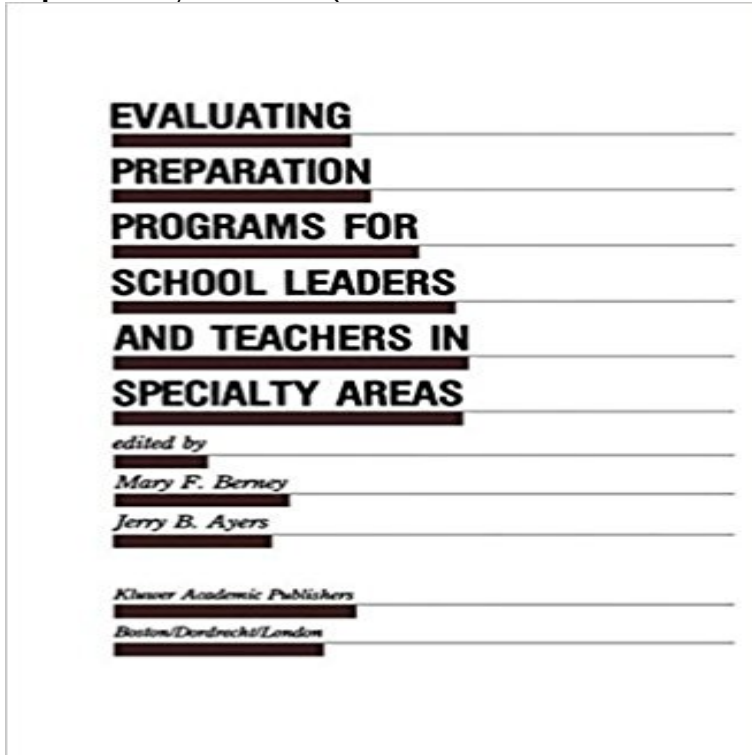 EVALUATING
PREPARATION
PROGRAMS FOR
SCHOOL LEADERS
AND TEACHERS IN
SPECIALTY AREAS
edited by
Mary F. Berney
Jerry B. Ayers
Kluwer Academic Publishers
Boston/Dordrecht/London